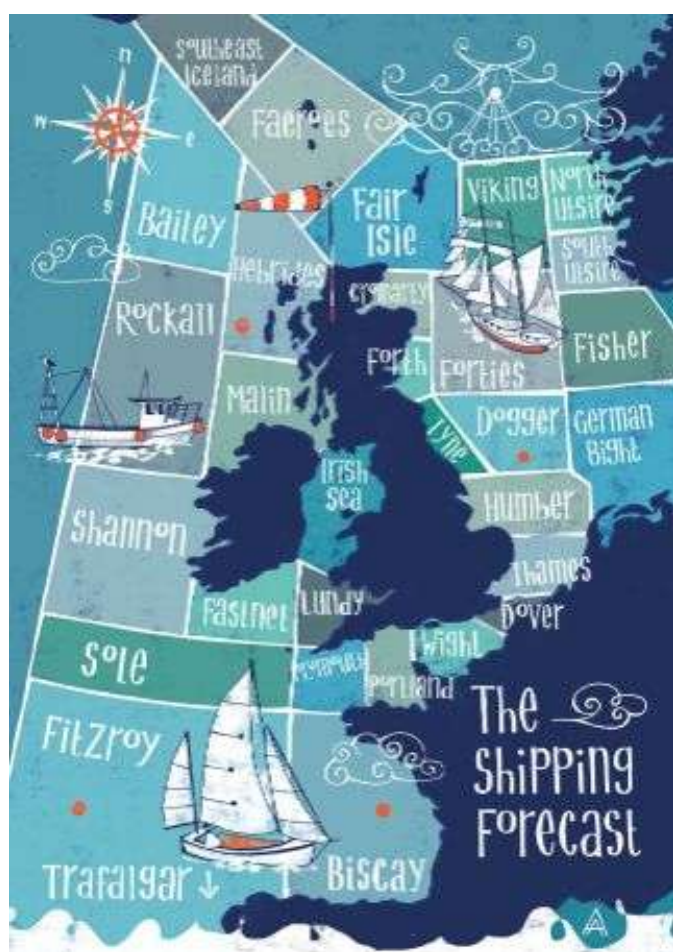 Southeast
Iceland
n
w
e
s
Faeroes
Viking
North
Utsire
Fair
Isle
Bailey
South
Utsire
Hebrides
Cromarty
Rockall
Fisher
Forth
Forties
Malin
Tyne
Dogger
German
Bight
Irish
Sea
Humber
Shannon
Thames
Fastnet
Lundy
Dover
Wight
Sole
Plymouth
Portland
The
Shipping
Forecast
Fitzroy
Trafalgar ↓
Biscay